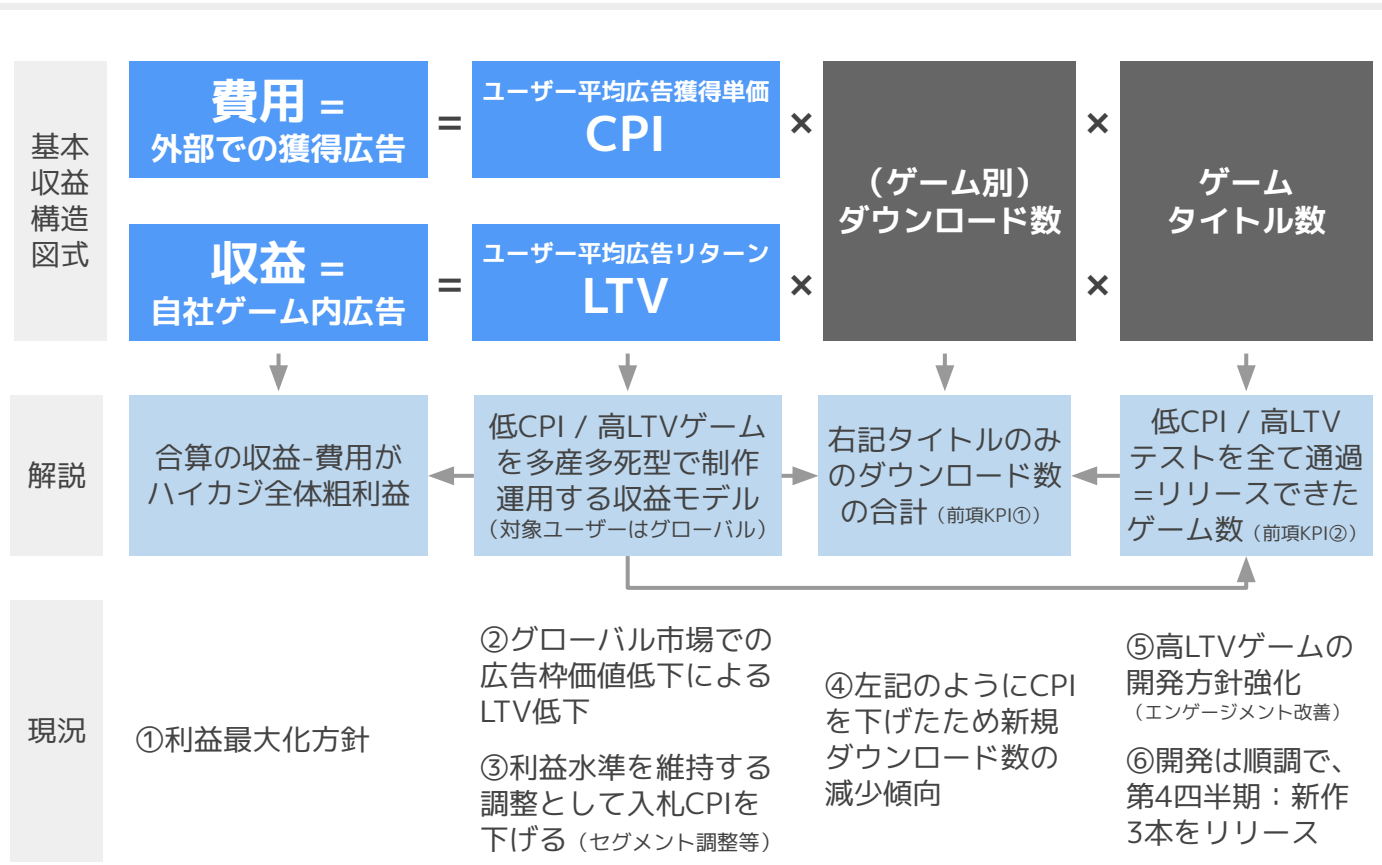 基本
収益
構造
図式
費用 =
外部での獲得広告
=
ユーザー平均広告獲得単価
CPI
×
（ゲーム別）
ダウンロード数
×
ゲーム
タイトル数
収益 =
自社ゲーム内広告
=
ユーザー平均広告リターン
LTV
×
×
解説
合算の収益-費用が
ハイカジ全体粗利益
低CPI / 高LTVゲーム
を多産多死型で制作
運用する収益モデル
（対象ユーザーはグローバル）
右記タイトルのみ
のダウンロード数
の合計（前項KPI①）
低CPI / 高LTV
テストを全て通過
=リリースできた
ゲーム数（前項KPI②）
現況
①利益最大化方針
②グローバル市場での
広告枠価値低下による
LTV低下
③利益水準を維持する
調整として入札CPIを
下げる（セグメント調整等）
④左記のようにCPI
を下げたため新規
ダウンロード数の
減少傾向
⑤高LTVゲームの
開発方針強化
（エンゲージメント改善）
⑥開発は順調で、
第4四半期：新作
3本をリリース